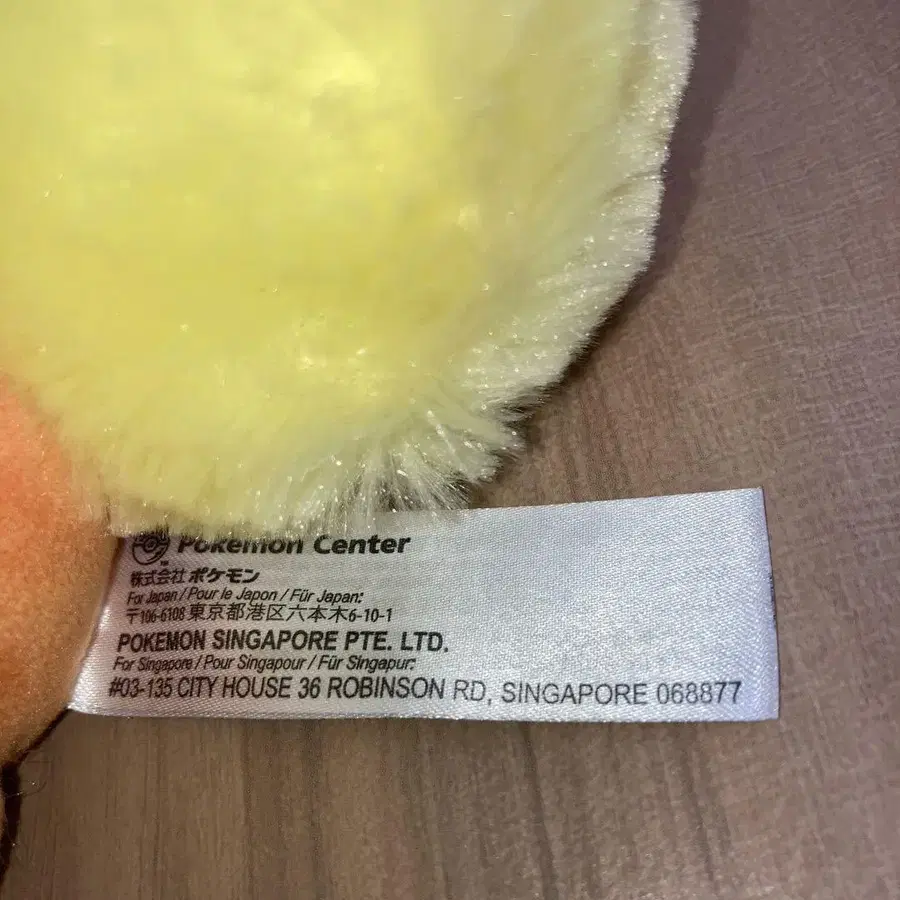 Pokémon Center
株式会社 ポケモン
For Japan / Pour le Japon / Für Japan:
〒106-6108 東京都港区六本木6-10-1
POKEMON SINGAPORE PTE. LTD.
For Singapore / Pour Singapour / Für Singapur:
#03-135 CITY HOUSE 36 ROBINSON RD, SINGAPORE 068877